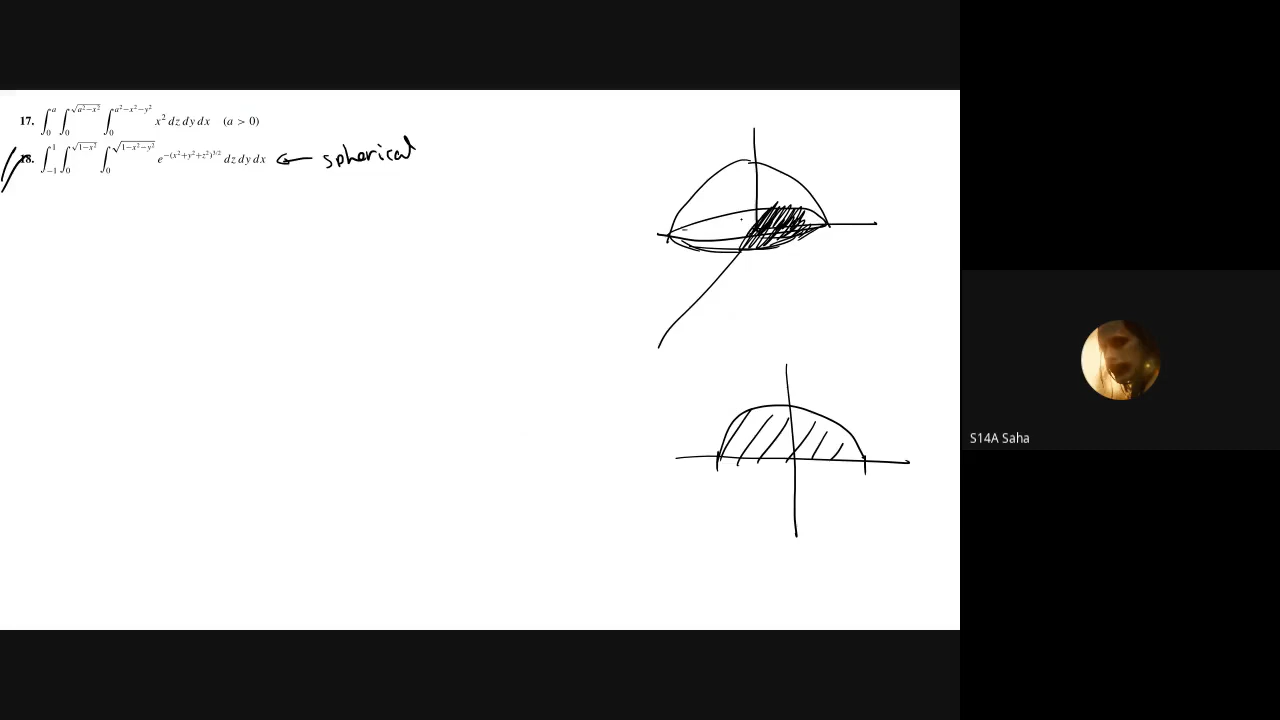 17. ∫₀^a ∫₀^√(a²−x²) ∫₀^(a²−x²−y²) x² dz dy dx (a > 0)
18. ∫₋₁^1 ∫₀^√(1−x²) ∫₀^√(1−x²−y²) e^(−(x²+y²+z²)^(3/2)) dz dy dx ← spherical
S14A Saha